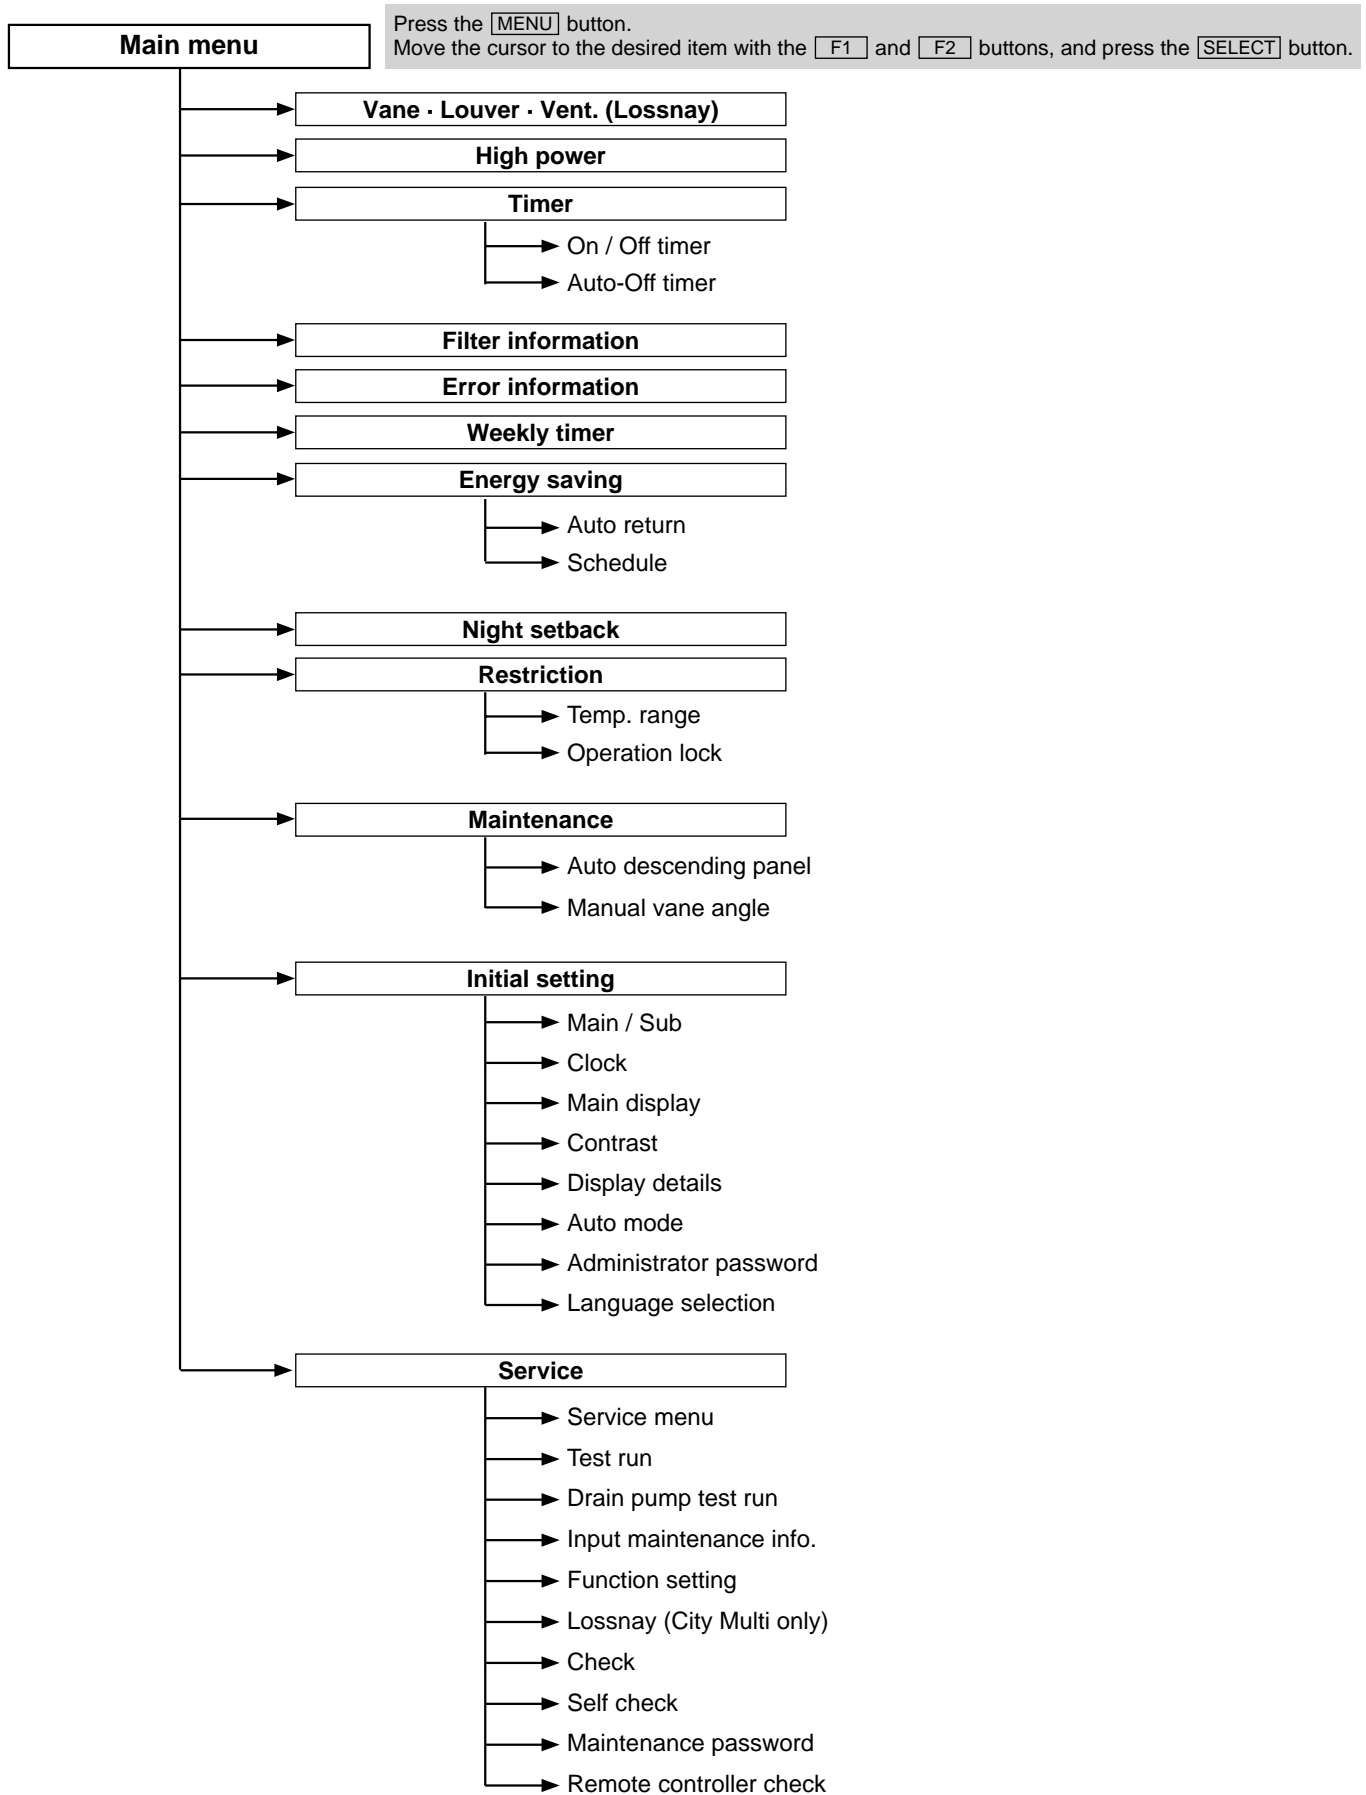 Main menu
Press the MENU button.
Move the cursor to the desired item with the F1 and F2 buttons, and press the SELECT button.
Vane · Louver · Vent. (Lossnay)
High power
Timer
On / Off timer
Auto-Off timer
Filter information
Error information
Weekly timer
Energy saving
Auto return
Schedule
Night setback
Restriction
Temp. range
Operation lock
Maintenance
Auto descending panel
Manual vane angle
Initial setting
Main / Sub
Clock
Main display
Contrast
Display details
Auto mode
Administrator password
Language selection
Service
Service menu
Test run
Drain pump test run
Input maintenance info.
Function setting
Lossnay (City Multi only)
Check
Self check
Maintenance password
Remote controller check